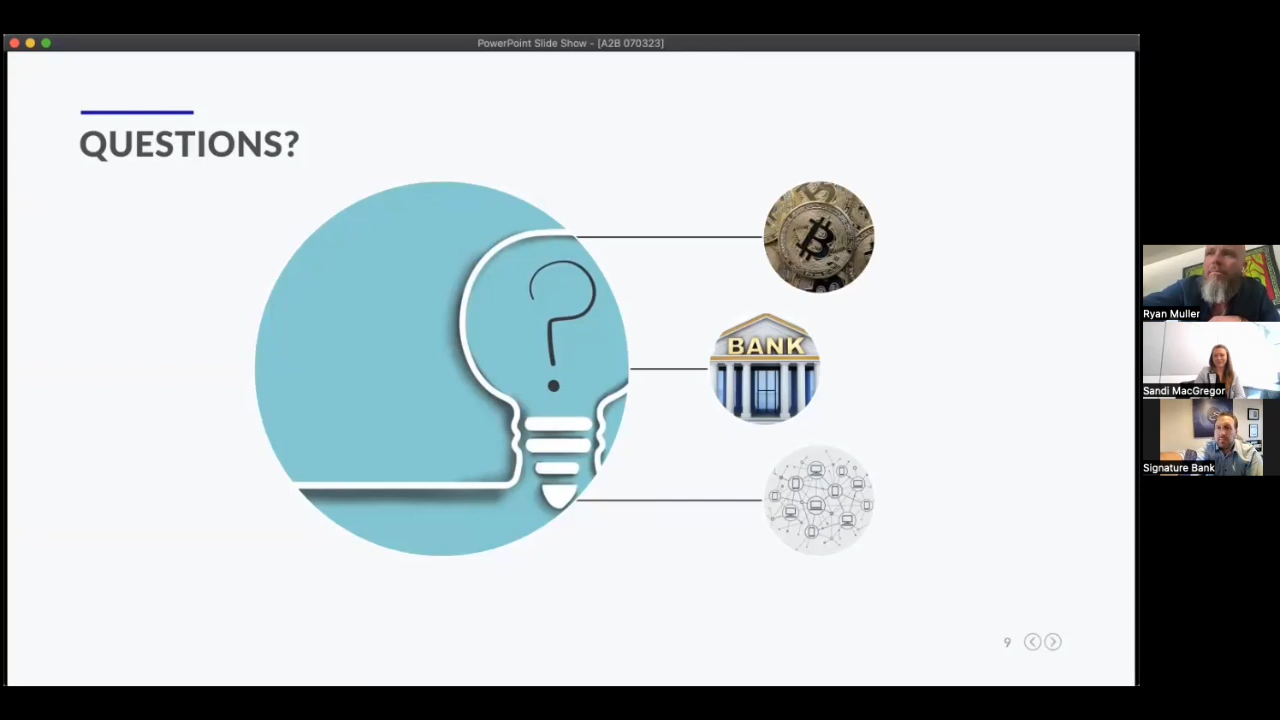 PowerPoint Slide Show - [A2B 070323]
QUESTIONS?
BANK
9
Ryan Muller
Sandi MacGregor
Signature Bank